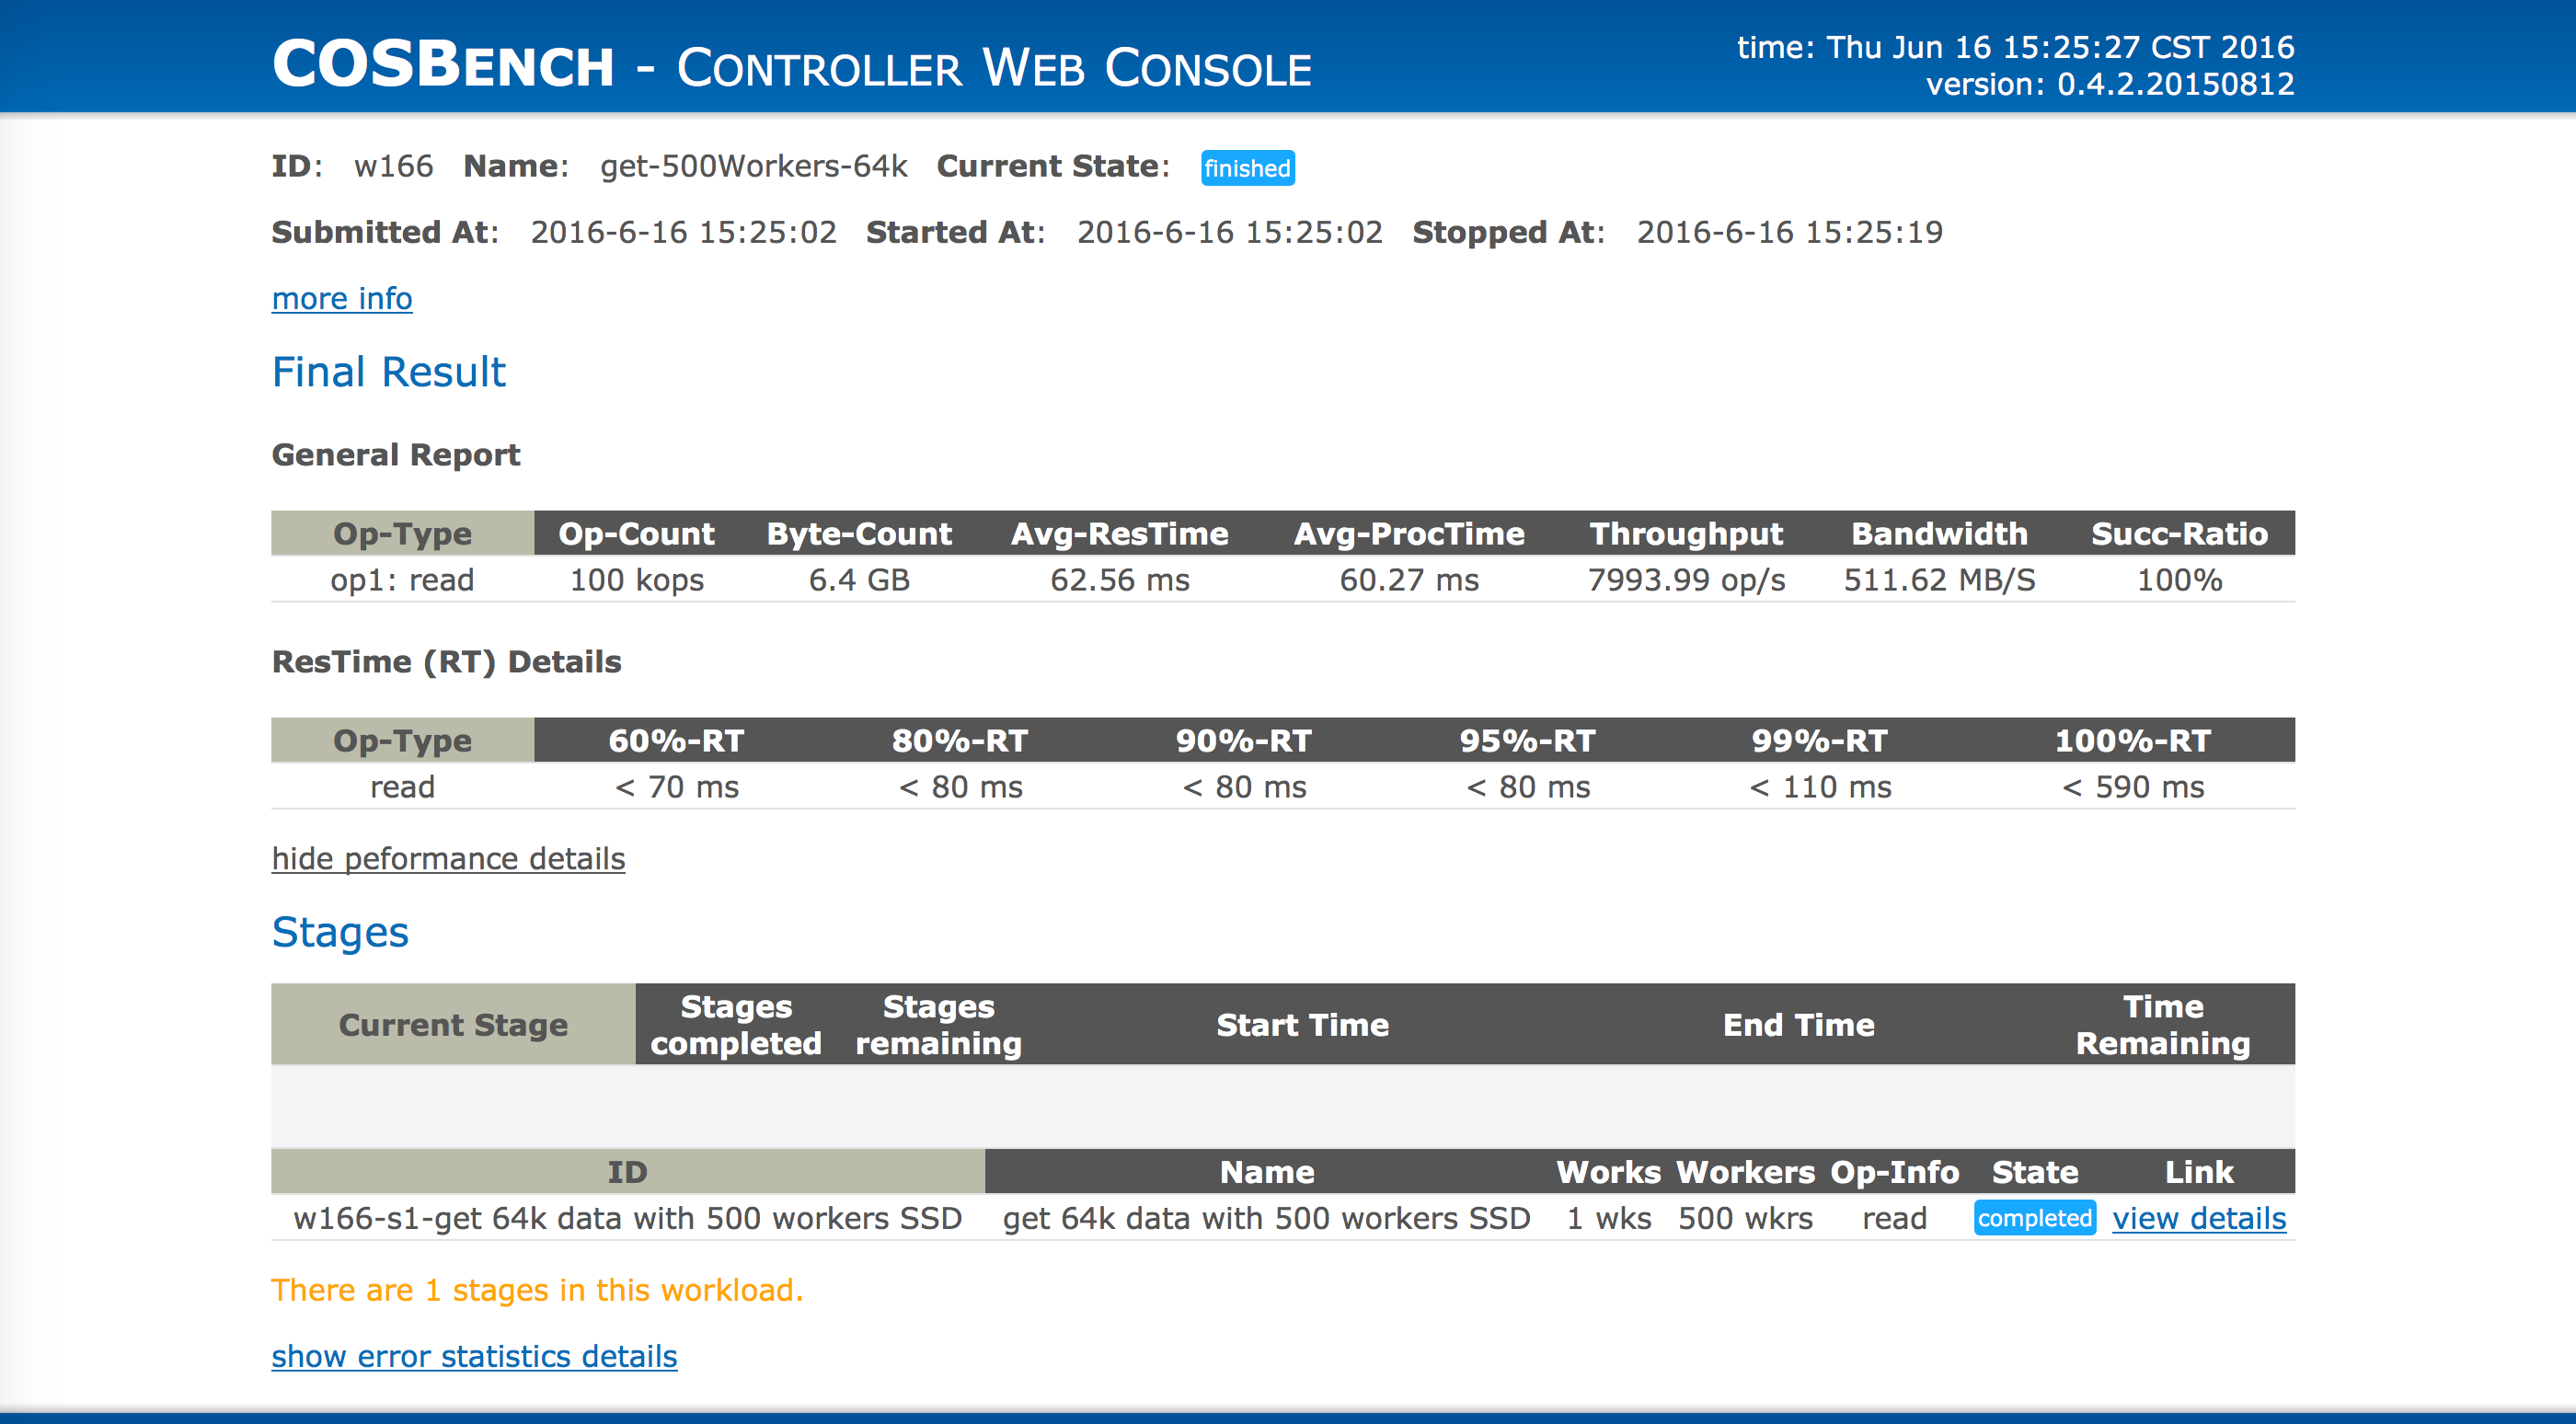 COSBENCH - CONTROLLER WEB CONSOLE
time: Thu Jun 16 15:25:27 CST 2016
version: 0.4.2.20150812
ID: w166 Name: get-500Workers-64k Current State: finished
Submitted At: 2016-6-16 15:25:02 Started At: 2016-6-16 15:25:02 Stopped At: 2016-6-16 15:25:19
more info
Final Result
General Report
Op-Type Op-Count Byte-Count Avg-ResTime Avg-ProcTime Throughput Bandwidth Succ-Ratio
op1: read 100 kops 6.4 GB 62.56 ms 60.27 ms 7993.99 op/s 511.62 MB/S 100%
ResTime (RT) Details
Op-Type 60%-RT 80%-RT 90%-RT 95%-RT 99%-RT 100%-RT
read < 70 ms < 80 ms < 80 ms < 80 ms < 110 ms < 590 ms
hide peformance details
Stages
Current Stage Stages completed Stages remaining Start Time End Time Time Remaining
ID Name Works Workers Op-Info State Link
w166-s1-get 64k data with 500 workers SSD get 64k data with 500 workers SSD 1 wks 500 wkrs read completed view details
There are 1 stages in this workload.
show error statistics details